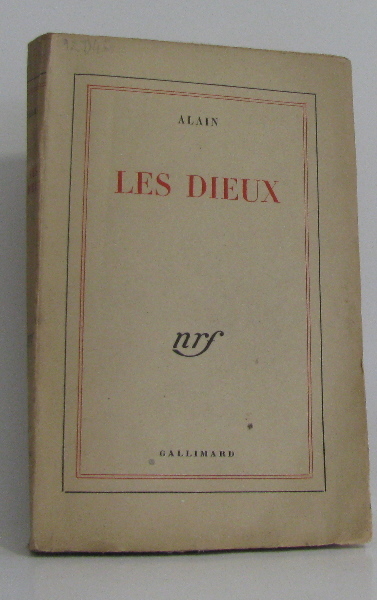 ALAIN
LES DIEUX
nrf
GALLIMARD